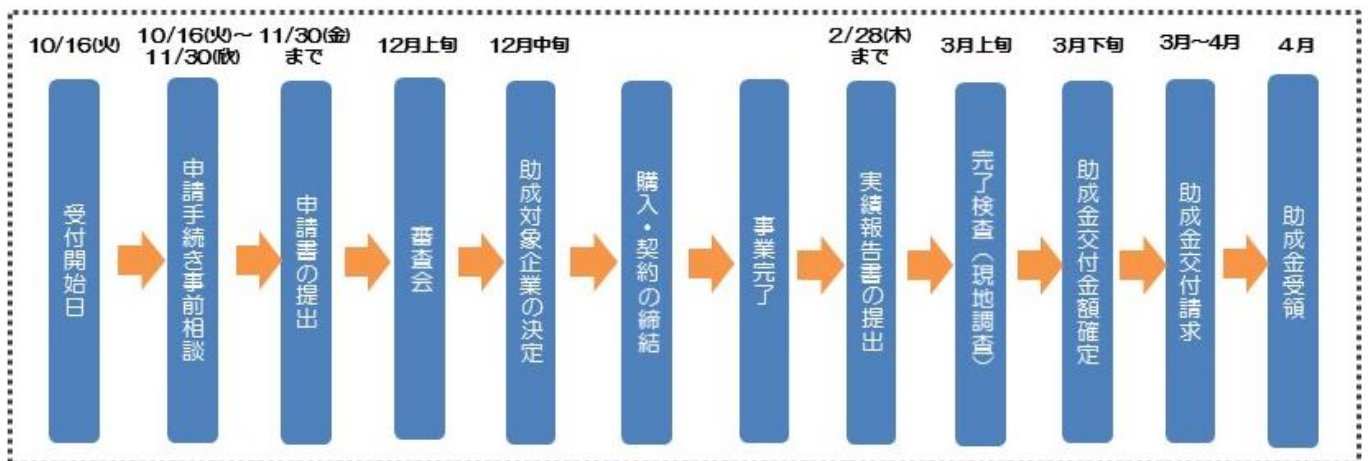 10/16(火)
10/16(火)～
11/30(欣)
11/30(金)
まで
12月上旬
12月中旬
2/28(木)
まで
3月上旬
3月下旬
3月～4月
4月
受付開始日
申請手続き事前相談
申請書の提出
審査会
助成対象企業の決定
購入・契約の締結
事業完了
実績報告書の提出
完了検査（現地調査）
助成金交付金額確定
助成金交付請求
助成金受領